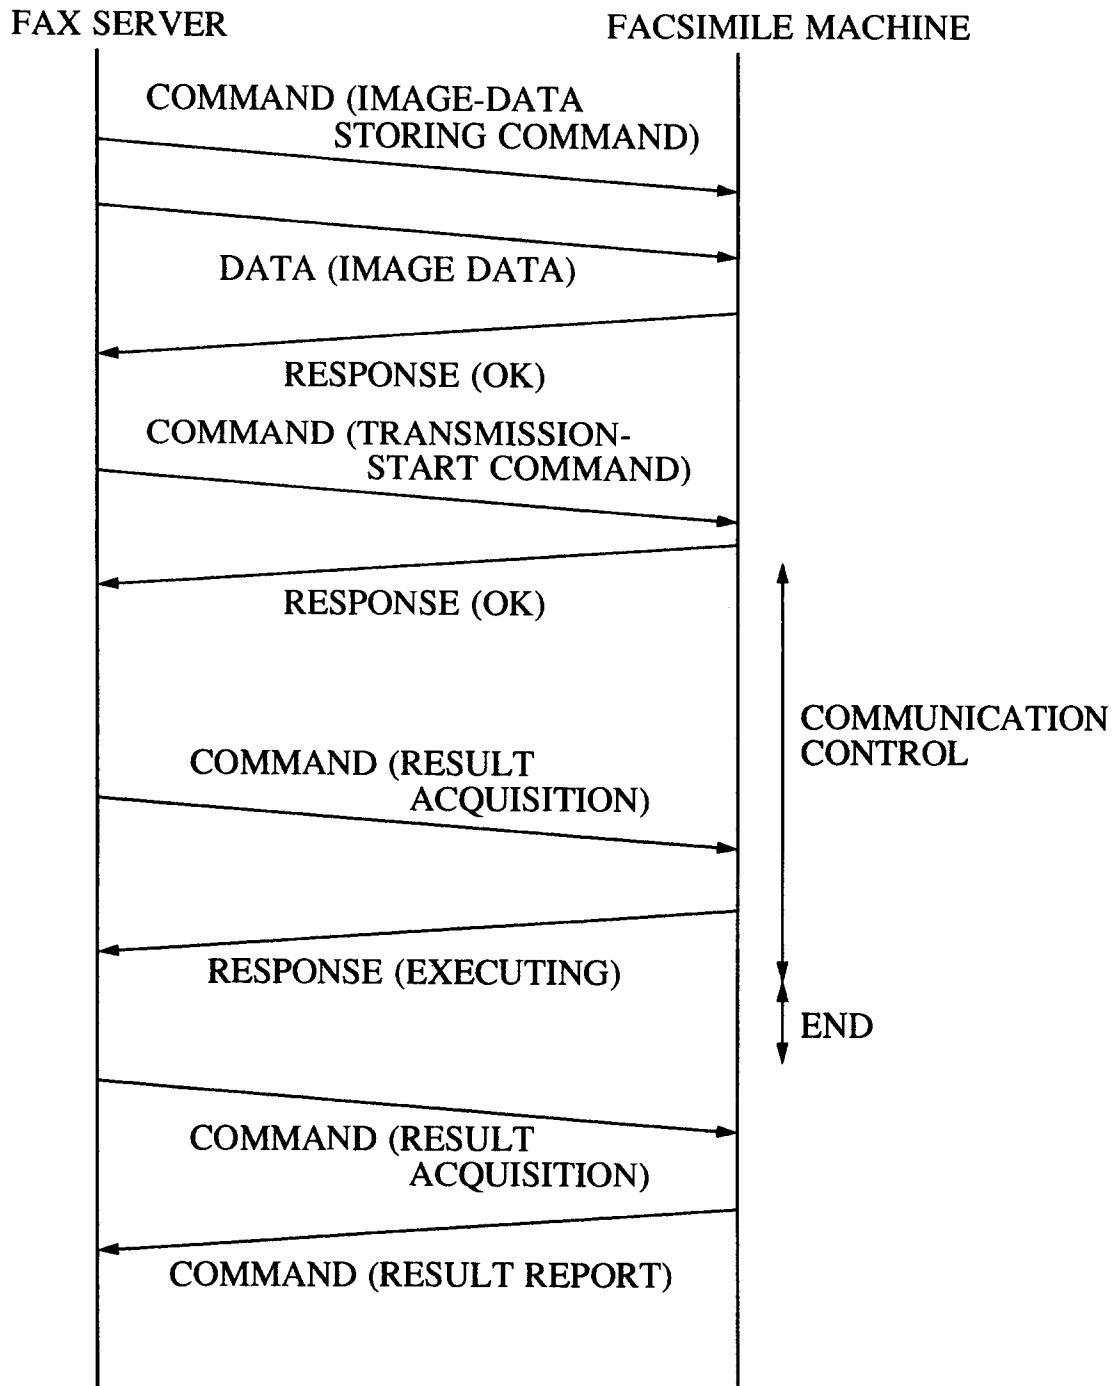 FAX SERVER
FACSIMILE MACHINE
COMMAND (IMAGE-DATA
STORING COMMAND)
DATA (IMAGE DATA)
RESPONSE (OK)
COMMAND (TRANSMISSION-
START COMMAND)
RESPONSE (OK)
COMMUNICATION
CONTROL
COMMAND (RESULT
ACQUISITION)
RESPONSE (EXECUTING)
END
COMMAND (RESULT
ACQUISITION)
COMMAND (RESULT REPORT)